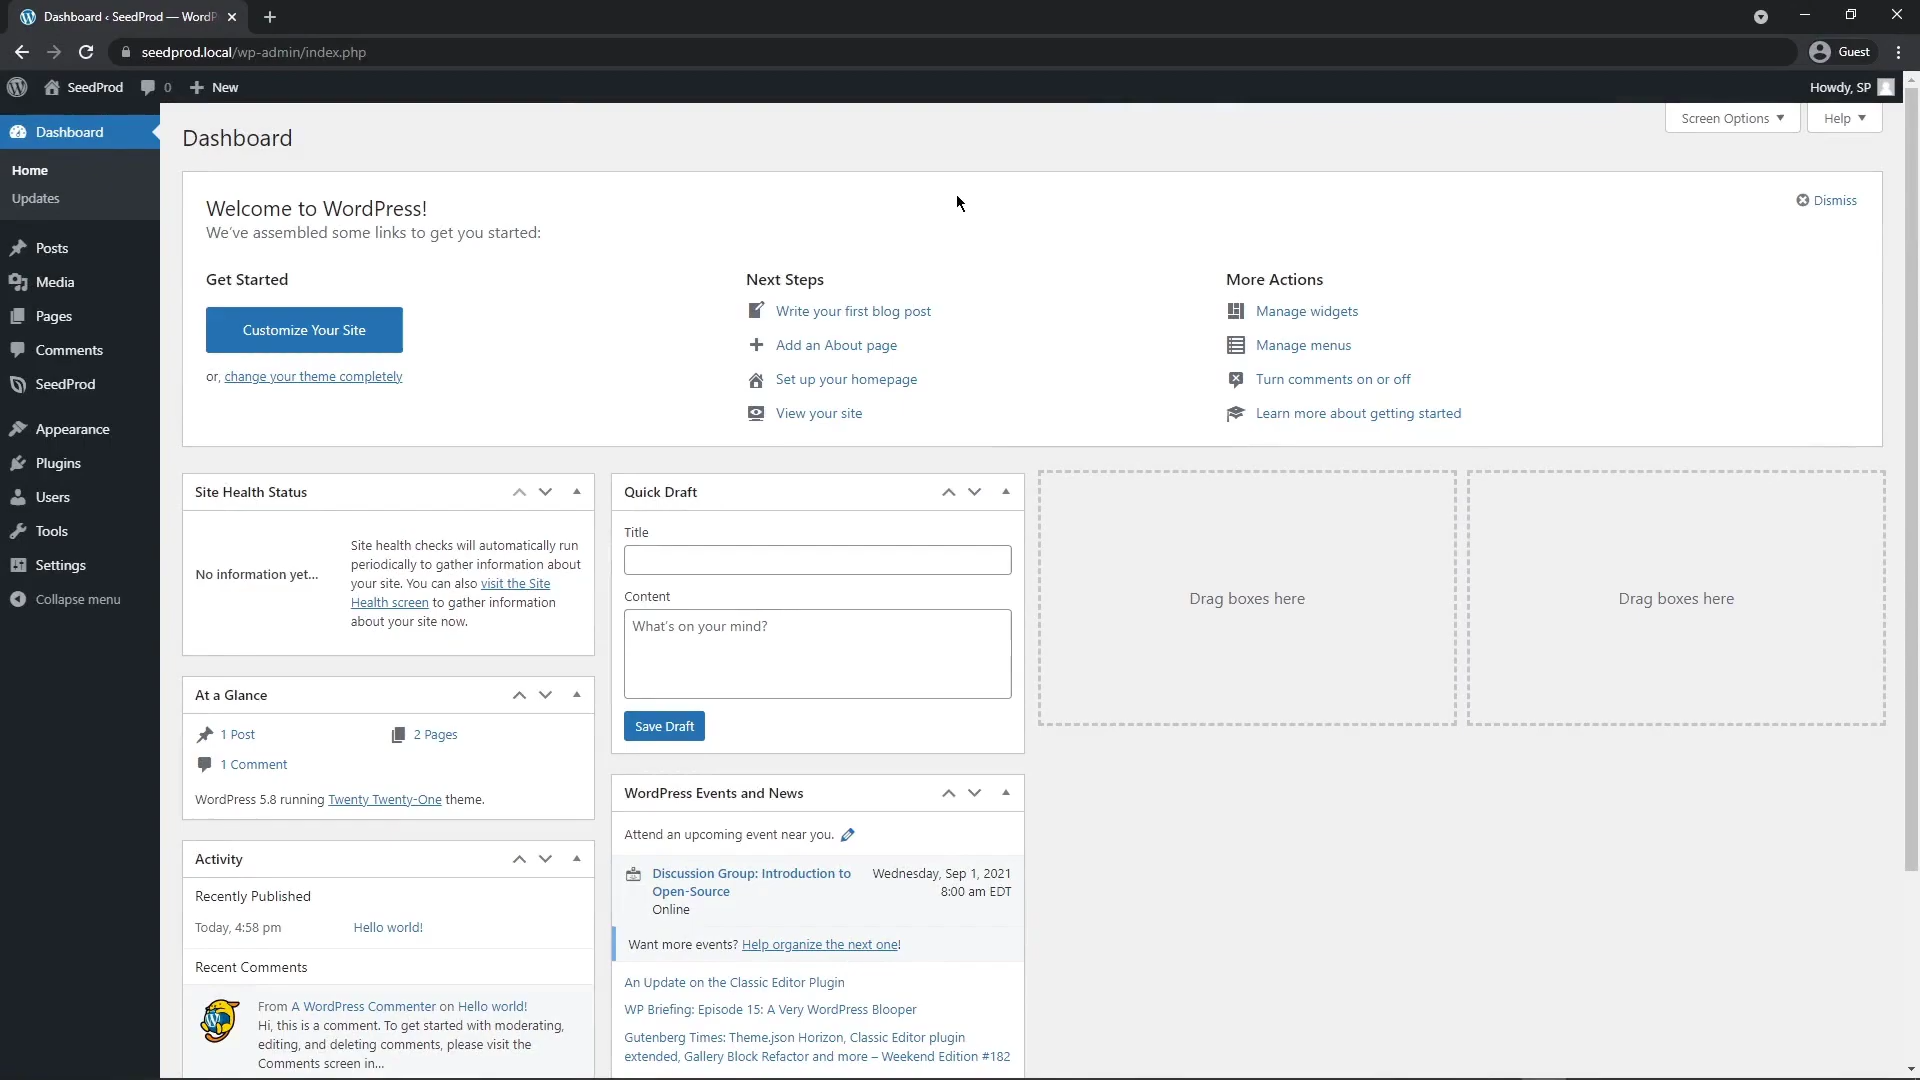 Dashboard ‹ SeedProd — WordP
seedprod.local/wp-admin/index.php
Guest
SeedProd
0
New
Howdy, SP
Dashboard
Home
Updates
Posts
Media
Pages
Comments
SeedProd
Appearance
Plugins
Users
Tools
Settings
Collapse menu
Screen Options
Help
Dashboard
Welcome to WordPress!
We've assembled some links to get you started:
Dismiss
Get Started
Customize Your Site
or, change your theme completely
Next Steps
Write your first blog post
Add an About page
Set up your homepage
View your site
More Actions
Manage widgets
Manage menus
Turn comments on or off
Learn more about getting started
Site Health Status
No information yet...
Site health checks will automatically run
periodically to gather information about
your site. You can also visit the Site
Health screen to gather information
about your site now.
At a Glance
1 Post
2 Pages
1 Comment
WordPress 5.8 running Twenty Twenty-One theme.
Activity
Recently Published
Today, 4:58 pm
Hello world!
Recent Comments
From A WordPress Commenter on Hello world!
Hi, this is a comment. To get started with moderating,
editing, and deleting comments, please visit the
Comments screen in...
Quick Draft
Title
Content
What's on your mind?
Save Draft
WordPress Events and News
Attend an upcoming event near you.
Discussion Group: Introduction to
Open-Source
Online
Wednesday, Sep 1, 2021
8:00 am EDT
Want more events? Help organize the next one!
An Update on the Classic Editor Plugin
WP Briefing: Episode 15: A Very WordPress Blooper
Gutenberg Times: Theme.json Horizon, Classic Editor plugin
extended, Gallery Block Refactor and more – Weekend Edition #182
Drag boxes here
Drag boxes here